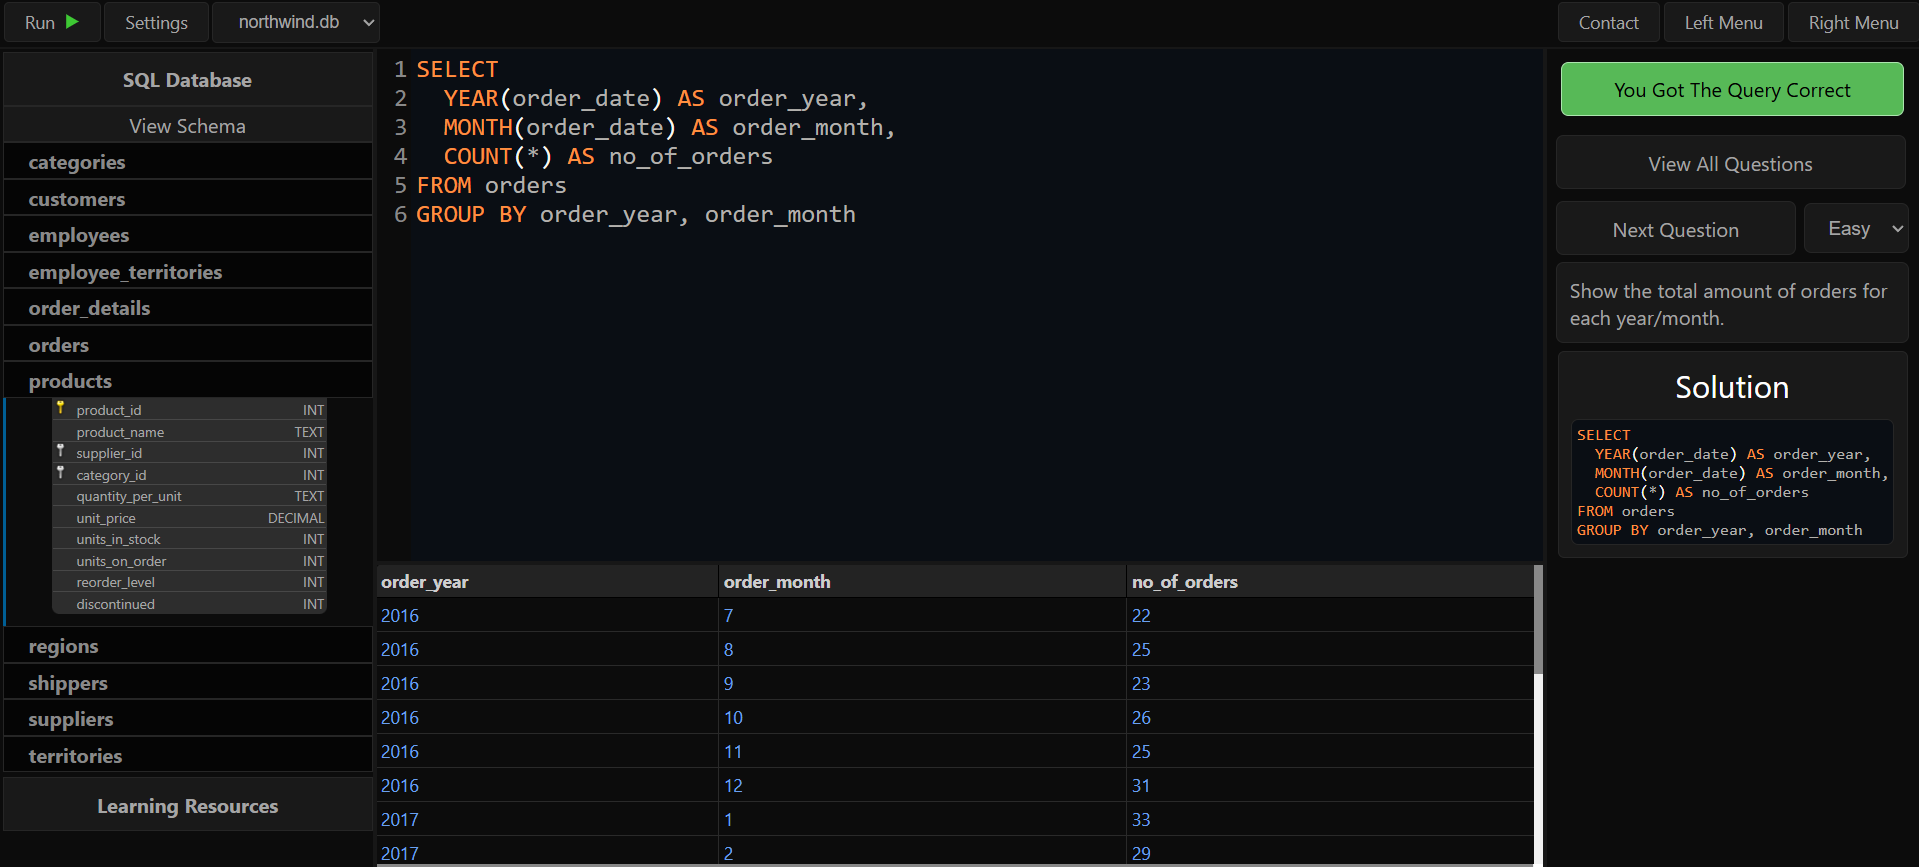 Run
Settings
northwind.db
Contact
Left Menu
Right Menu
SQL Database
View Schema
categories
customers
employees
employee_territories
order_details
orders
products
product_id INT
product_name TEXT
supplier_id INT
category_id INT
quantity_per_unit TEXT
unit_price DECIMAL
units_in_stock INT
units_on_order INT
reorder_level INT
discontinued INT
regions
shippers
suppliers
territories
Learning Resources
1 SELECT
2 YEAR(order_date) AS order_year,
3 MONTH(order_date) AS order_month,
4 COUNT(*) AS no_of_orders
5 FROM orders
6 GROUP BY order_year, order_month
order_year order_month no_of_orders
2016 7 22
2016 8 25
2016 9 23
2016 10 26
2016 11 25
2016 12 31
2017 1 33
2017 2 29
You Got The Query Correct
View All Questions
Next Question
Easy
Show the total amount of orders for
each year/month.
Solution
SELECT
YEAR(order_date) AS order_year,
MONTH(order_date) AS order_month,
COUNT(*) AS no_of_orders
FROM orders
GROUP BY order_year, order_month